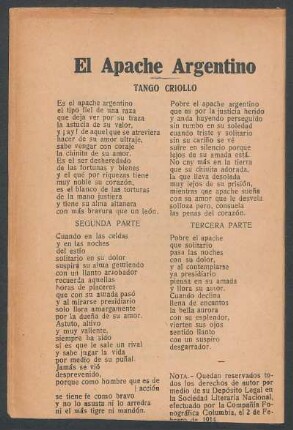 El Apache Argentino
TANGO CRIOLLO
Es el apache argentino
el tipo fiel de una raza
que deja ver por su traza
la astucia de su valor,
y ¡ay! de aquel que se atreviera
hacer de su amor ultraje,
sabe vengar con coraje
la chinita de su amor.
Es el ser desheredado
de las fortunas y bienes
y el que por riquezas tiene
muy noble su corazón,
es el blanco de las torturas
de la mano justiera
y tiene su alma altanera
con más bravura que un león.
SEGUNDA PARTE
Cuando en las celdas
y en las noches
del estío
solitario en su dolor
suspira su alma gentiendo
con un llanto arrobador
recuerda aquellas
horas de placeres
que con su amada pasó
y al mirarse presidiario
solo llora amargamente
por la dueña de su amor.
Astuto, altivo
y muy valiente,
siempre ha sido
sí es que le sale un rival
y sabe jugar la vida
por medio de su puñal.
Jamás se vió
desprevenido,
porque como hombre que es de
acción
se tiene fe en su barrio
y no lo asusta ni lo arredra
ni el más tigre ni mandón.
Pobre el apache argentino
que es por la justicia herido
y anda huyendo perseguido
sin rumbo en su soledad
cuando triste y solitario
sin su cariño se vé
sufre en silencio porque
lejos de su amada está.
No cay más en la tierra
que su chinita adorada,
la que lleva desolada
muy lejos de su prisión,
mientras que apache sueña
con su amor que le desvela
sollosa pero, consuela
las penas del corazón.
TERCERA PARTE
Pobre el apache
que solitario
pasa las noches
con su dolor,
y al contemplarse
ya presidiario
piensa en su amada
y llora su amor.
Cuando declina
llena de encantos
la bella aurora
con su esplendor,
vierten sus ojos
sentido llanto
con un suspiro
desgarrador.
NOTA.- Quedan reservados todos
los derechos de autor por
medio de su Depósito Legal en
la Sociedad Literaria Nacional,
efectuado por la Compañía Fonográfica
Columbia, el 2 de Febrero
de 1914